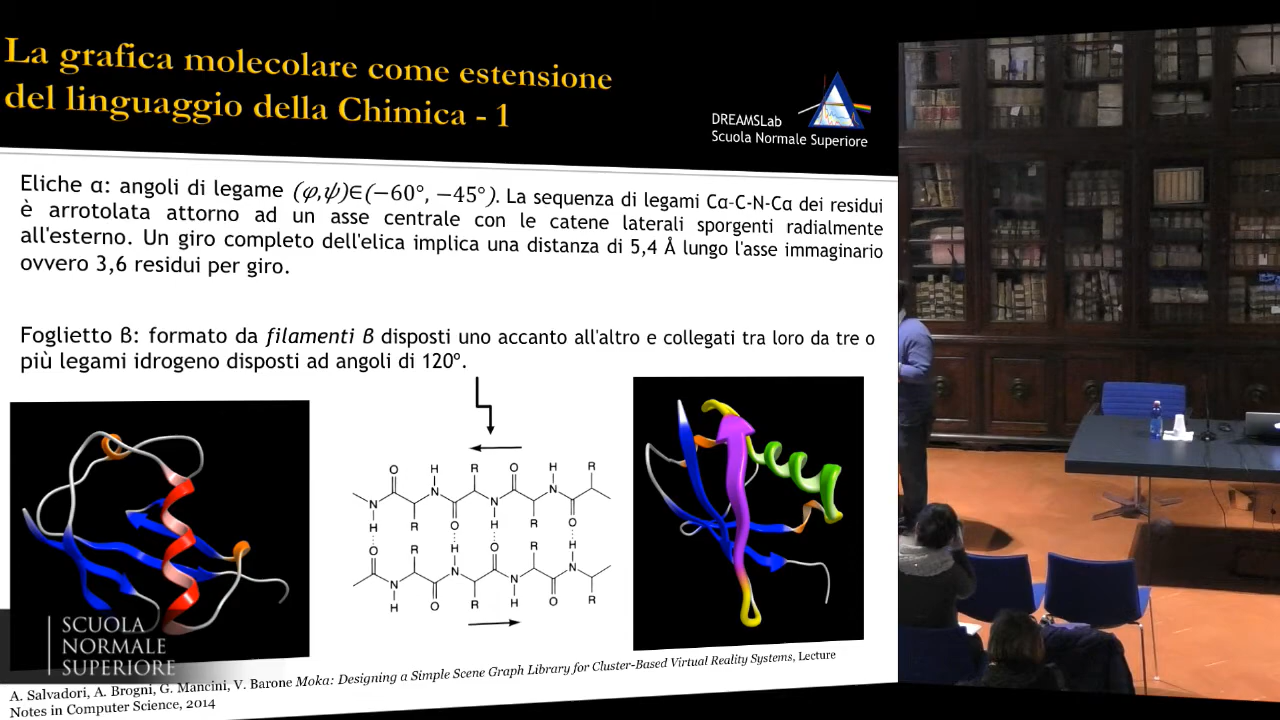 La grafica molecolare come estensione
del linguaggio della Chimica - 1
DREAMSLab
Scuola Normale Superiore
Eliche α: angoli di legame (φ,ψ)∈(−60°, −45°). La sequenza di legami Cα-C-N-Cα dei residui
è arrotolata attorno ad un asse centrale con le catene laterali sporgenti radialmente
all'esterno. Un giro completo dell'elica implica una distanza di 5,4 Å lungo l'asse immaginario
ovvero 3,6 residui per giro.
Foglietto β: formato da filamenti β disposti uno accanto all'altro e collegati tra loro da tre o
più legami idrogeno disposti ad angoli di 120º.
O H R O H R
N N N N
H R O H R O
O R H O R H
N N N N
H O R H O R
SCUOLA
NORMALE
SUPERIORE
A. Salvadori, A. Brogni, G. Mancini, V. Barone Moka: Designing a Simple Scene Graph Library for Cluster-Based Virtual Reality Systems, Lecture
Notes in Computer Science, 2014